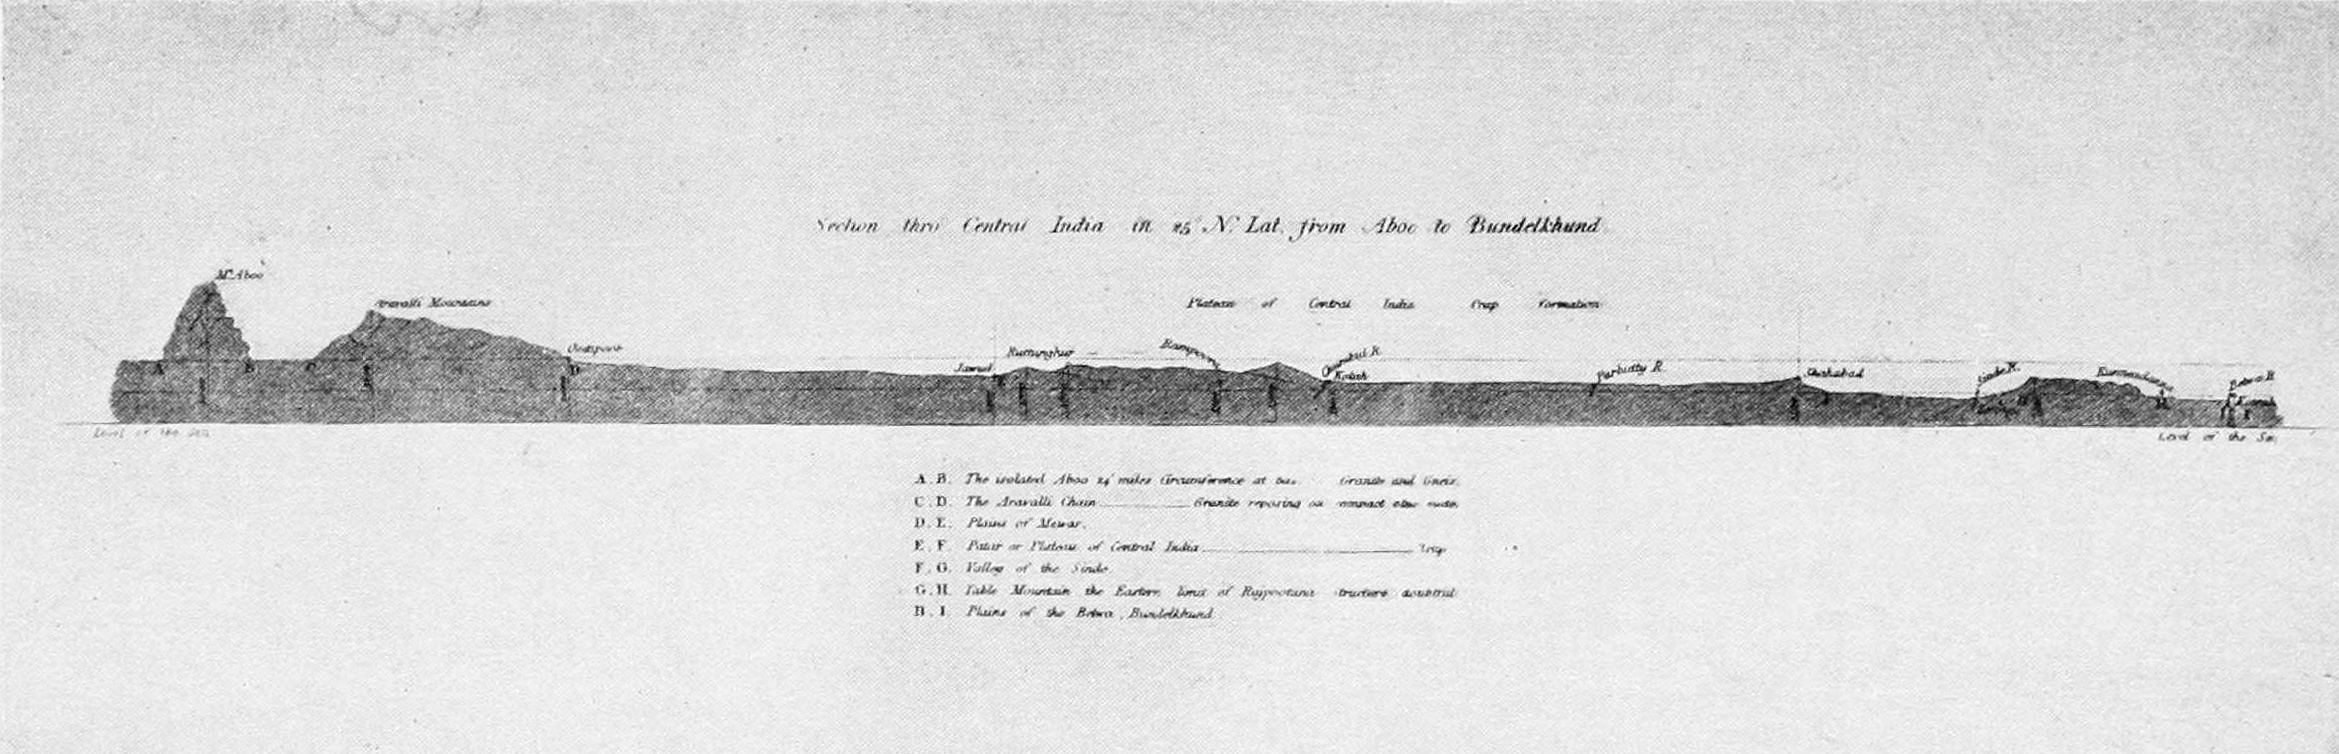 Section thro' Central India in 25° N. Lat. from Aboo to Bundelkhund
Mt. Aboo
Aravalli Mountains
Plateau of Central India Trap Formation
Oodipoor
Jawud
Rampoora
Chumbul R.
Kotah
Parbutty R.
Shahabad
Sinde R.
Betwa R.
A B C D
Level of the Sea
Level of the Sea
A. B. The isolated Aboo 24 miles Circumference at base. Granite and Gneis.
C. D. The Aravalli Chain Granite reposing on compact blue
D. E. Plains of Mewar.
E. F. Patar or Plateau of Central India Trap
F. G. Valley of the Sinde.
G. H. Table Mountain the Eastern limit of Rajpootana structure doubtful
H. I. Plains of the Betwa, Bundelkhund